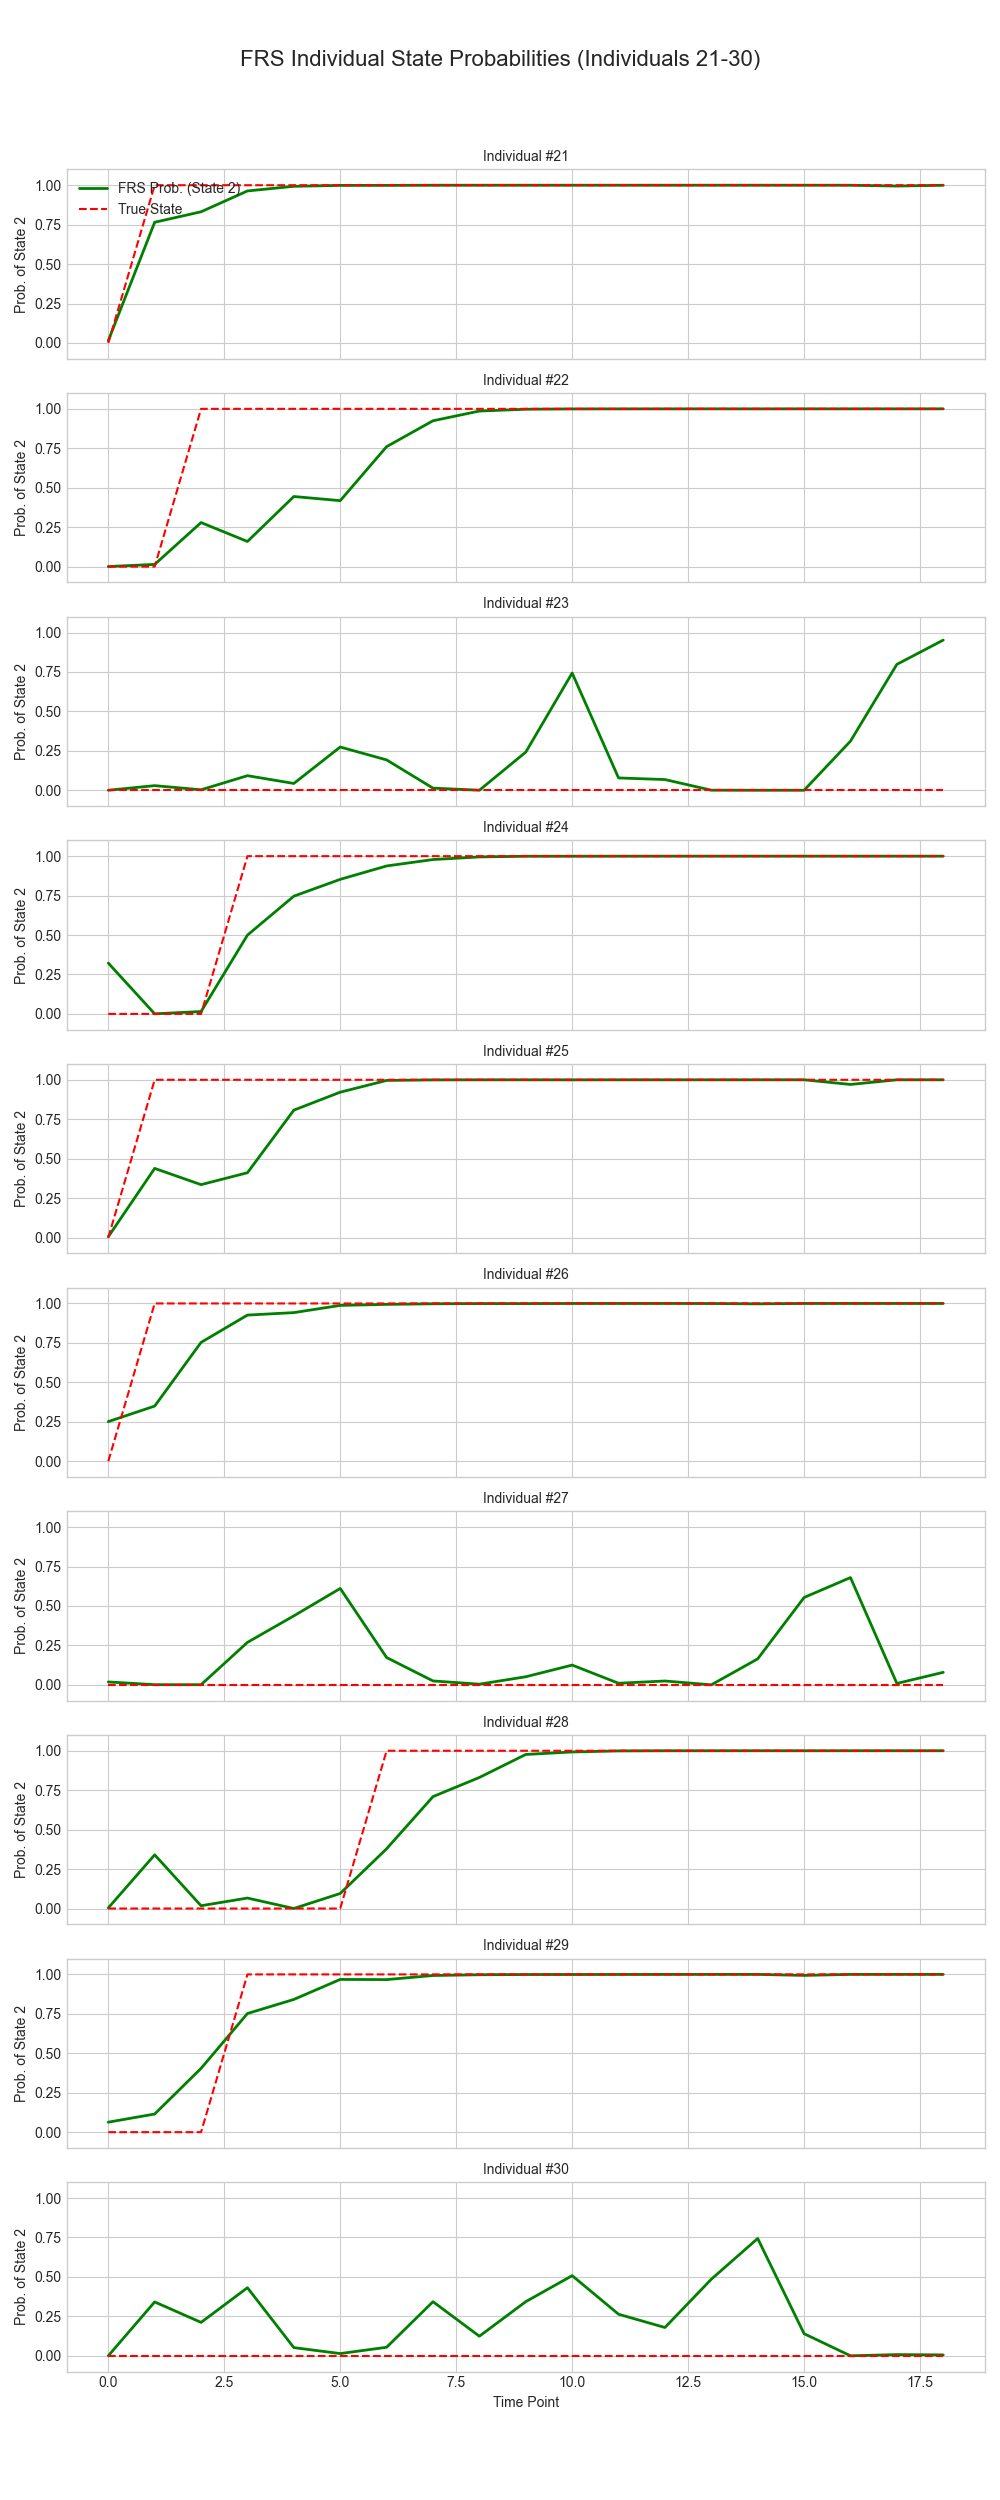 FRS Individual State Probabilities (Individuals 21-30)
Individual #21
FRS Prob. (State 2)
True State
Prob. of State 2
1.00
0.75
0.50
0.25
0.00
Individual #22
Prob. of State 2
1.00
0.75
0.50
0.25
0.00
Individual #23
Prob. of State 2
1.00
0.75
0.50
0.25
0.00
Individual #24
Prob. of State 2
1.00
0.75
0.50
0.25
0.00
Individual #25
Prob. of State 2
1.00
0.75
0.50
0.25
0.00
Individual #26
Prob. of State 2
1.00
0.75
0.50
0.25
0.00
Individual #27
Prob. of State 2
1.00
0.75
0.50
0.25
0.00
Individual #28
Prob. of State 2
1.00
0.75
0.50
0.25
0.00
Individual #29
Prob. of State 2
1.00
0.75
0.50
0.25
0.00
Individual #30
Prob. of State 2
1.00
0.75
0.50
0.25
0.00
0.0 2.5 5.0 7.5 10.0 12.5 15.0 17.5
Time Point